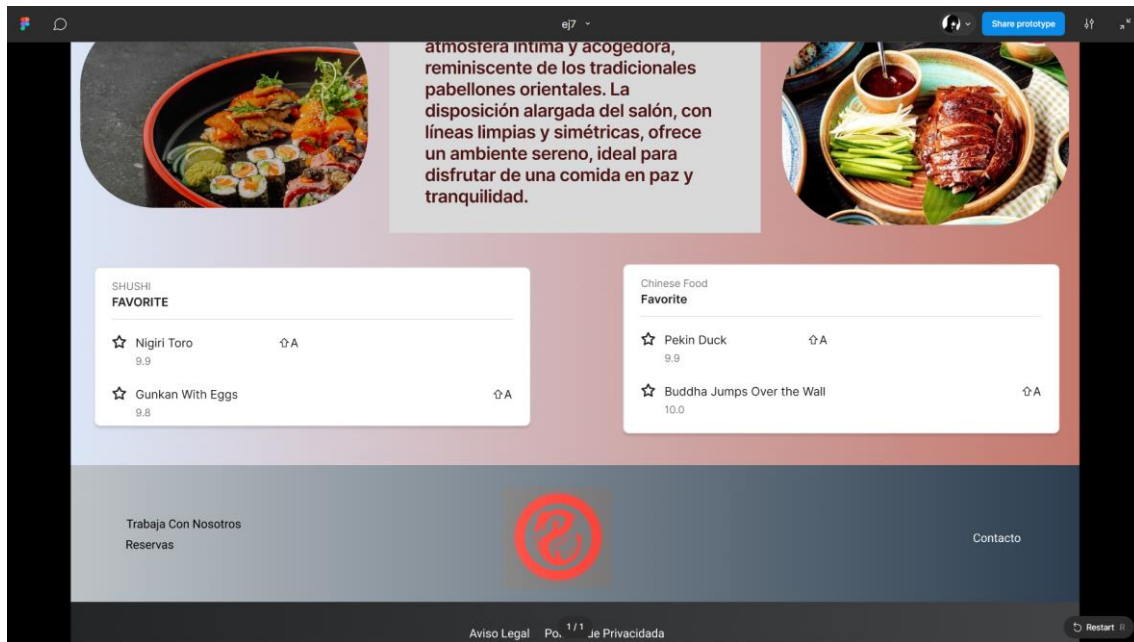 ej7
Share prototype
atmósfera íntima y acogedora,
reminiscente de los tradicionales
pabellones orientales. La
disposición alargada del salón, con
líneas limpias y simétricas, ofrece
un ambiente sereno, ideal para
disfrutar de una comida en paz y
tranquilidad.
SHUSHI
FAVORITE
Nigiri Toro
A
9.9
Gunkan With Eggs
A
9.8
Chinese Food
Favorite
Pekin Duck
A
9.9
Buddha Jumps Over the Wall
A
10.0
Trabaja Con Nosotros
Reservas
Contacto
Aviso Legal
de Privacidada
1 / 1
Restart R